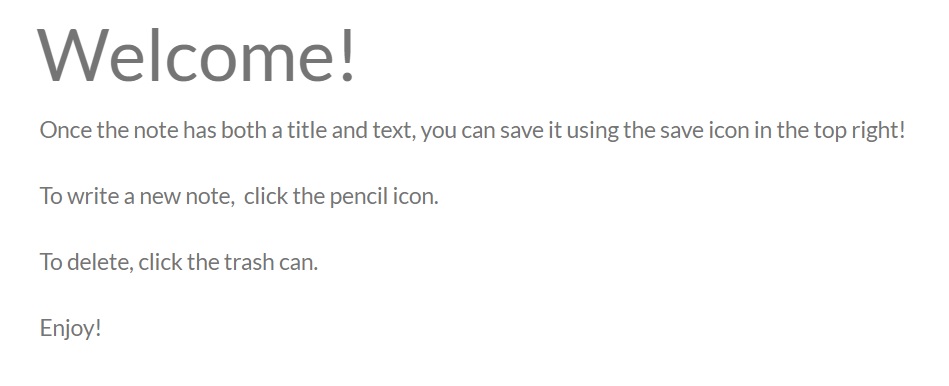 Welcome!
Once the note has both a title and text, you can save it using the save icon in the top right!
To write a new note,  click the pencil icon.
To delete, click the trash can.
Enjoy!